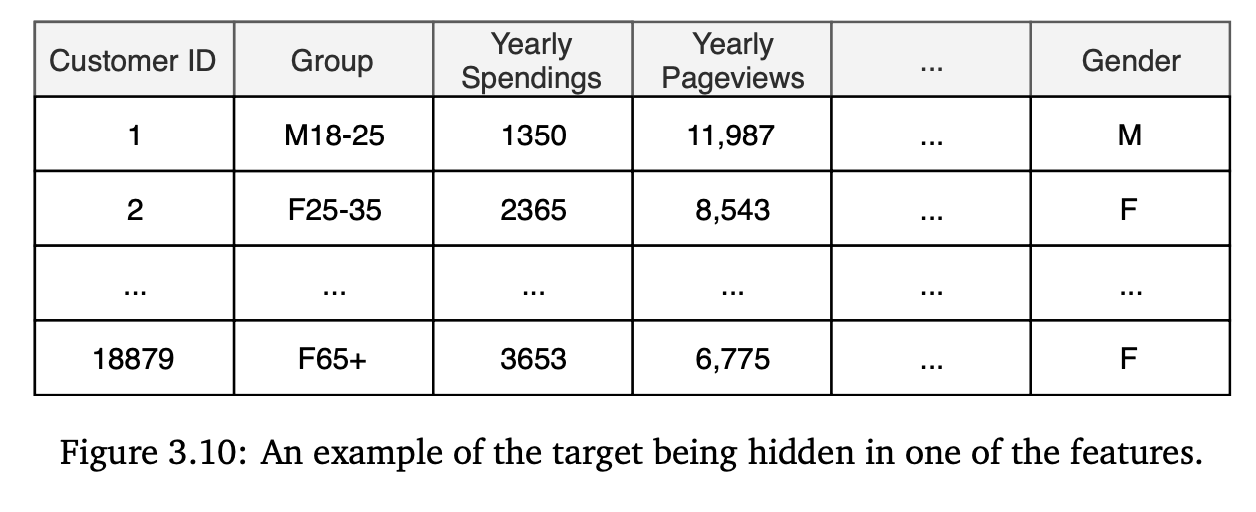 Customer ID Group Yearly Spendings Yearly Pageviews ... Gender
1 M18-25 1350 11,987 ... M
2 F25-35 2365 8,543 ... F
... ... ... ... ... ...
18879 F65+ 3653 6,775 ... F
Figure 3.10: An example of the target being hidden in one of the features.